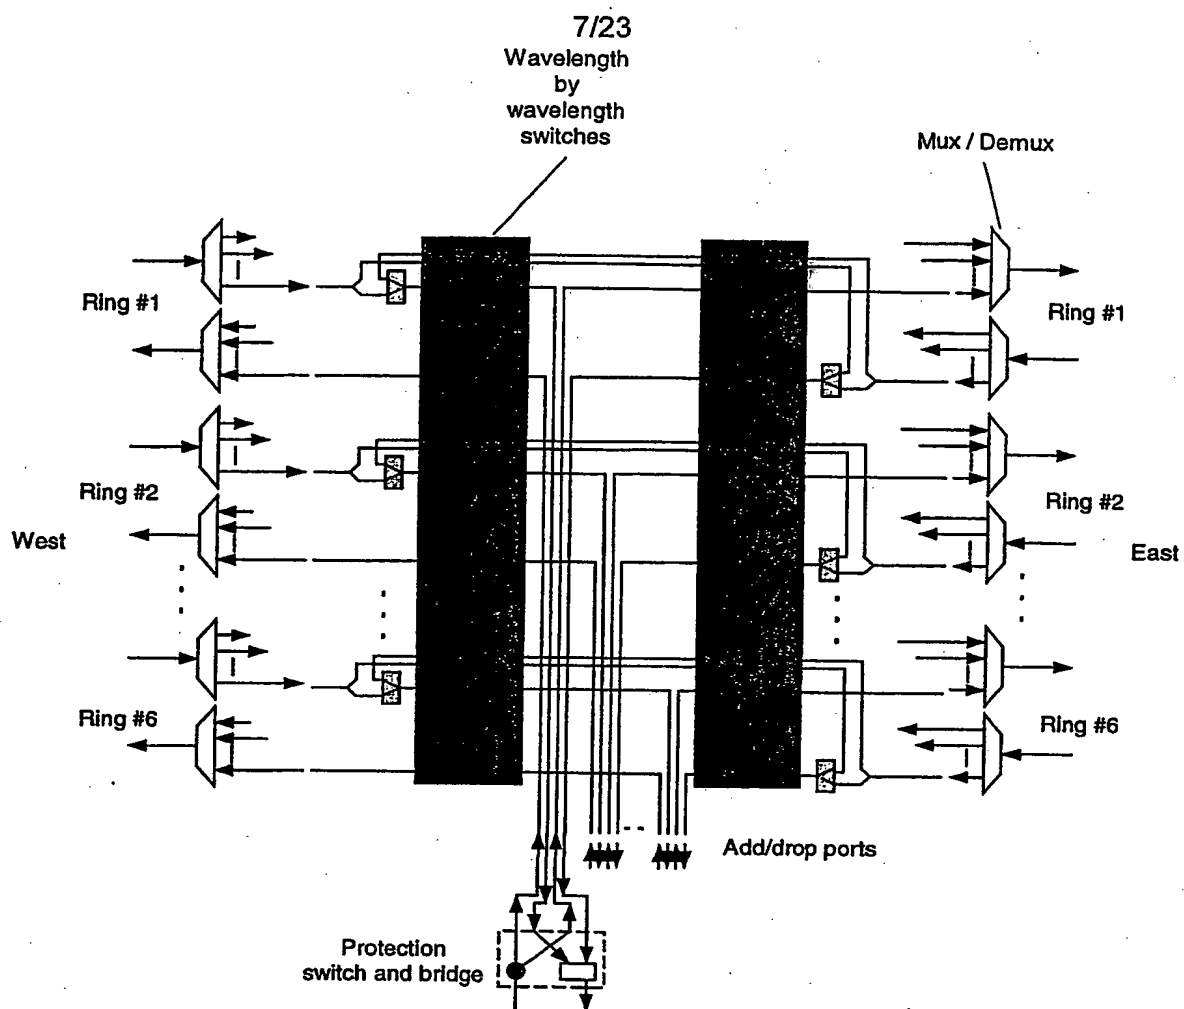 7/23
Wavelength
by
wavelength
switches
Mux / Demux
Ring #1
Ring #1
Ring #2
Ring #2
West
East
Ring #6
Ring #6
Add/drop ports
Protection
switch and bridge